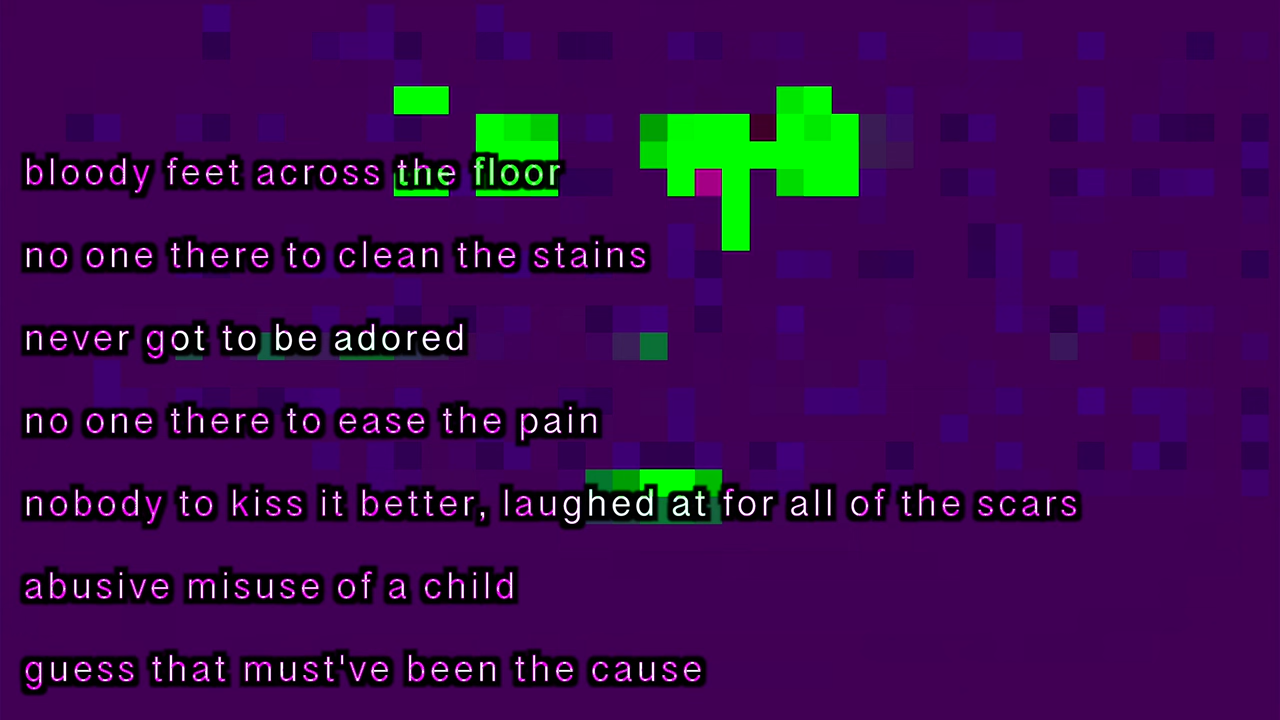 bloody feet across the floor
no one there to clean the stains
never got to be adored
no one there to ease the pain
nobody to kiss it better, laughed at for all of the scars
abusive misuse of a child
guess that must've been the cause